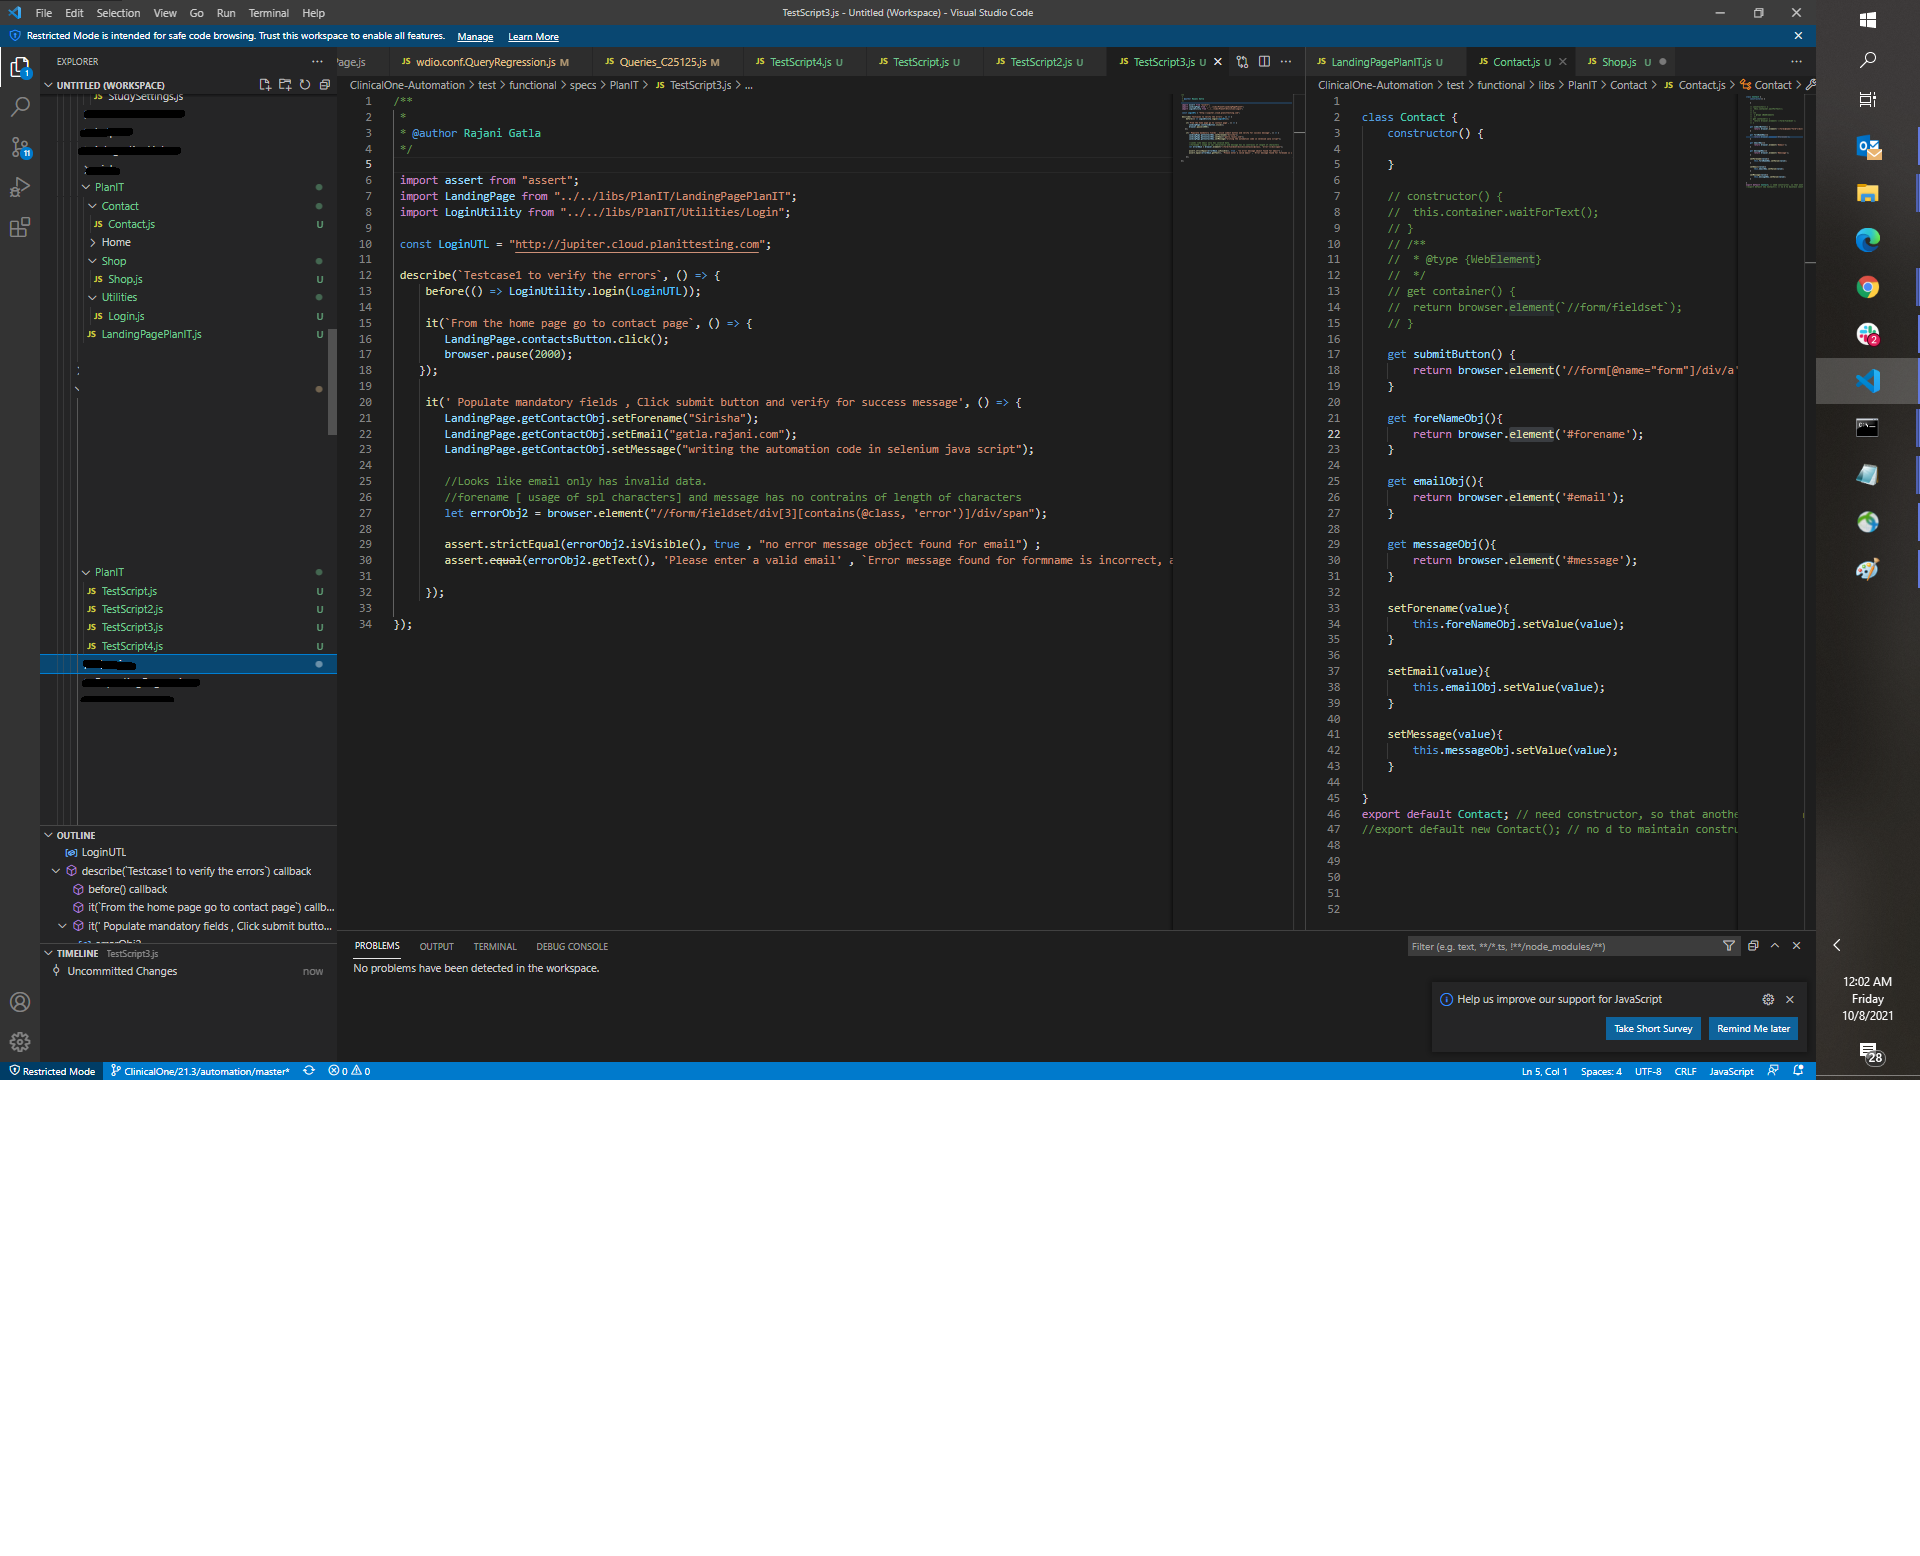 File Edit Selection View Go Run Terminal Help
TestScript3.js - Untitled (Workspace) - Visual Studio Code
Restricted Mode is intended for safe code browsing. Trust this workspace to enable all features. Manage Learn More
EXPLORER
UNTITLED (WORKSPACE)
JS StudySettings.js
PlanIT
Contact
JS Contact.js U
Home
Shop
JS Shop.js U
Utilities
JS Login.js U
JS LandingPagePlanIT.js U
PlanIT
JS TestScript.js U
JS TestScript2.js U
JS TestScript3.js U
JS TestScript4.js U
OUTLINE
LoginUTL
describe(`Testcase1 to verify the errors`) callback
before() callback
it(`From the home page go to contact page`) callb...
it(' Populate mandatory fields , Click submit butto...
TIMELINE TestScript3.js
Uncommitted Changes now
age.js JS wdio.conf.QueryRegression.js M JS Queries_C25125.js M JS TestScript4.js U JS TestScript.js U JS TestScript2.js U JS TestScript3.js U
ClinicalOne-Automation > test > functional > specs > PlanIT > JS TestScript3.js > ...
1 /**
2 *
3 * @author Rajani Gatla
4 */
5
6 import assert from "assert";
7 import LandingPage from "../../libs/PlanIT/LandingPagePlanIT";
8 import LoginUtility from "../../libs/PlanIT/Utilities/Login";
9
10 const LoginUTL = "http://jupiter.cloud.planittesting.com";
11
12 describe(`Testcase1 to verify the errors`, () => {
13 before(() => LoginUtility.login(LoginUTL));
14
15 it(`From the home page go to contact page`, () => {
16 LandingPage.contactsButton.click();
17 browser.pause(2000);
18 });
19
20 it(' Populate mandatory fields , Click submit button and verify for success message', () => {
21 LandingPage.getContactObj.setForename("Sirisha");
22 LandingPage.getContactObj.setEmail("gatla.rajani.com");
23 LandingPage.getContactObj.setMessage("writing the automation code in selenium java script");
24
25 //Looks like email only has invalid data.
26 //forename [ usage of spl characters] and message has no contrains of length of characters
27 let errorObj2 = browser.element("//form/fieldset/div[3][contains(@class, 'error')]/div/span");
28
29 assert.strictEqual(errorObj2.isVisible(), true , "no error message object found for email") ;
30 assert.equal(errorObj2.getText(), 'Please enter a valid email' , `Error message found for formname is incorrect, a
31
32 });
33
34 });
JS LandingPagePlanIT.js U JS Contact.js U JS Shop.js U
ClinicalOne-Automation > test > functional > libs > PlanIT > Contact > JS Contact.js > Contact >
1
2 class Contact {
3 constructor() {
4
5 }
6
7 // constructor() {
8 // this.container.waitForText();
9 // }
10 // /**
11 // * @type {WebElement}
12 // */
13 // get container() {
14 // return browser.element(`//form/fieldset`);
15 // }
16
17 get submitButton() {
18 return browser.element('//form[@name="form"]/div/a'
19 }
20
21 get foreNameObj(){
22 return browser.element('#forename');
23 }
24
25 get emailObj(){
26 return browser.element('#email');
27 }
28
29 get messageObj(){
30 return browser.element('#message');
31 }
32
33 setForename(value){
34 this.foreNameObj.setValue(value);
35 }
36
37 setEmail(value){
38 this.emailObj.setValue(value);
39 }
40
41 setMessage(value){
42 this.messageObj.setValue(value);
43 }
44
45 }
46 export default Contact; // need constructor, so that anothe
47 //export default new Contact(); // no d to maintain constru
48
49
50
51
52
PROBLEMS OUTPUT TERMINAL DEBUG CONSOLE
Filter (e.g. text, **/*.ts, !**/node_modules/**)
No problems have been detected in the workspace.
Help us improve our support for JavaScript
Take Short Survey Remind Me later
Restricted Mode ClinicalOne/21.3/automation/master* 0 0
Ln 5, Col 1 Spaces: 4 UTF-8 CRLF JavaScript
12:02 AM
Friday
10/8/2021
28